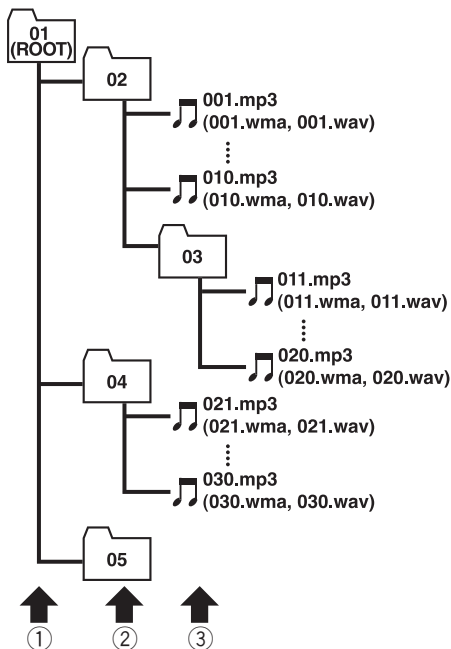 01
(ROOT)
02
001.mp3
(001.wma, 001.wav)
010.mp3
(010.wma, 010.wav)
03
011.mp3
(011.wma, 011.wav)
020.mp3
(020.wma, 020.wav)
04
021.mp3
(021.wma, 021.wav)
030.mp3
(030.wma, 030.wav)
05
① ② ③